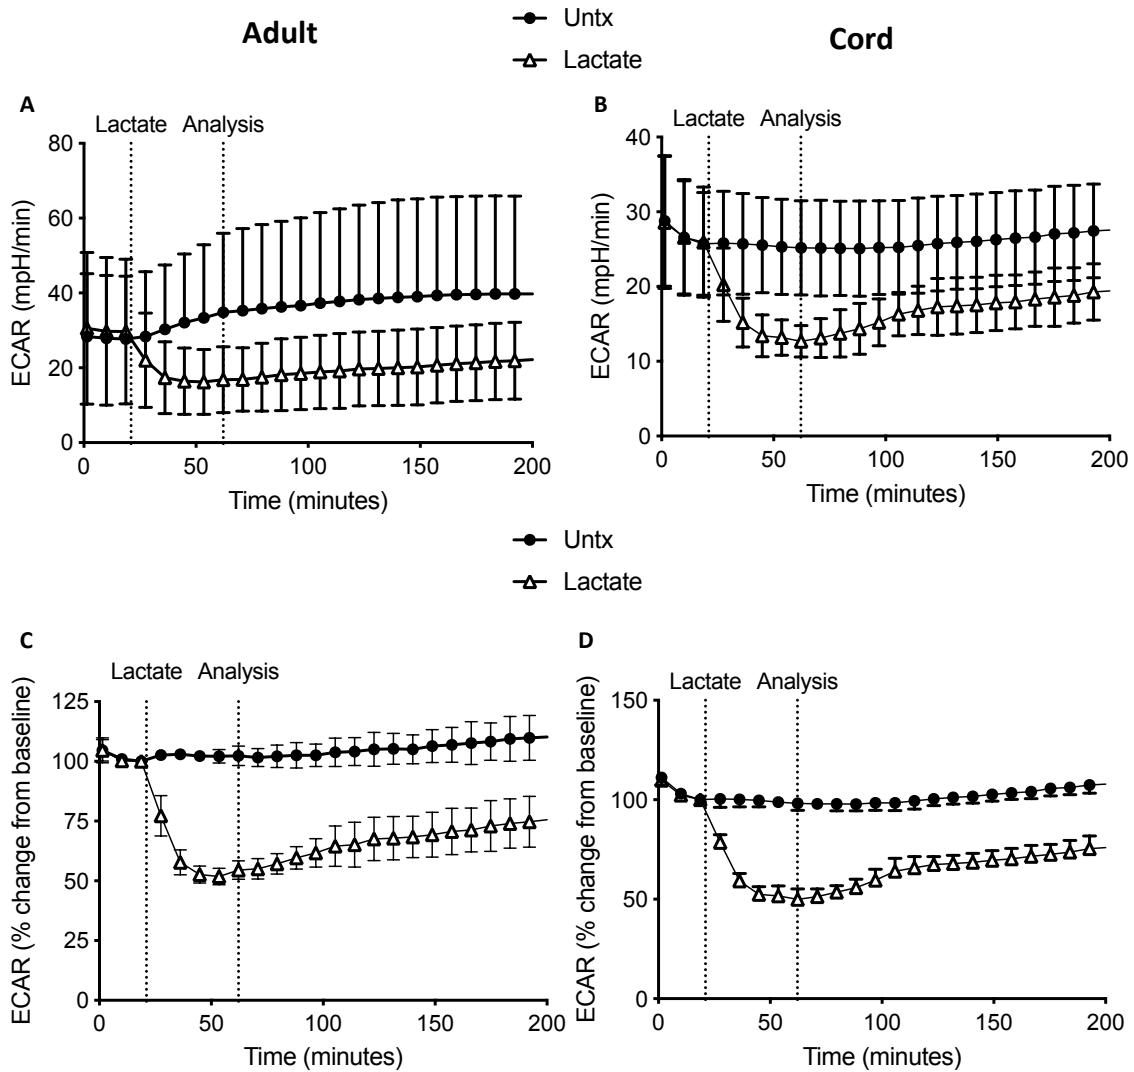 Adult
Untx
Lactate
Cord
A
Lactate Analysis
80
60
40
20
0
ECAR (mpH/min)
0 50 100 150 200
Time (minutes)
B
Lactate Analysis
40
30
20
10
0
ECAR (mpH/min)
0 50 100 150 200
Time (minutes)
Untx
Lactate
C
Lactate Analysis
125
100
75
50
25
0
ECAR (% change from baseline)
0 50 100 150 200
Time (minutes)
D
Lactate Analysis
150
100
50
0
ECAR (% change from baseline)
0 50 100 150 200
Time (minutes)